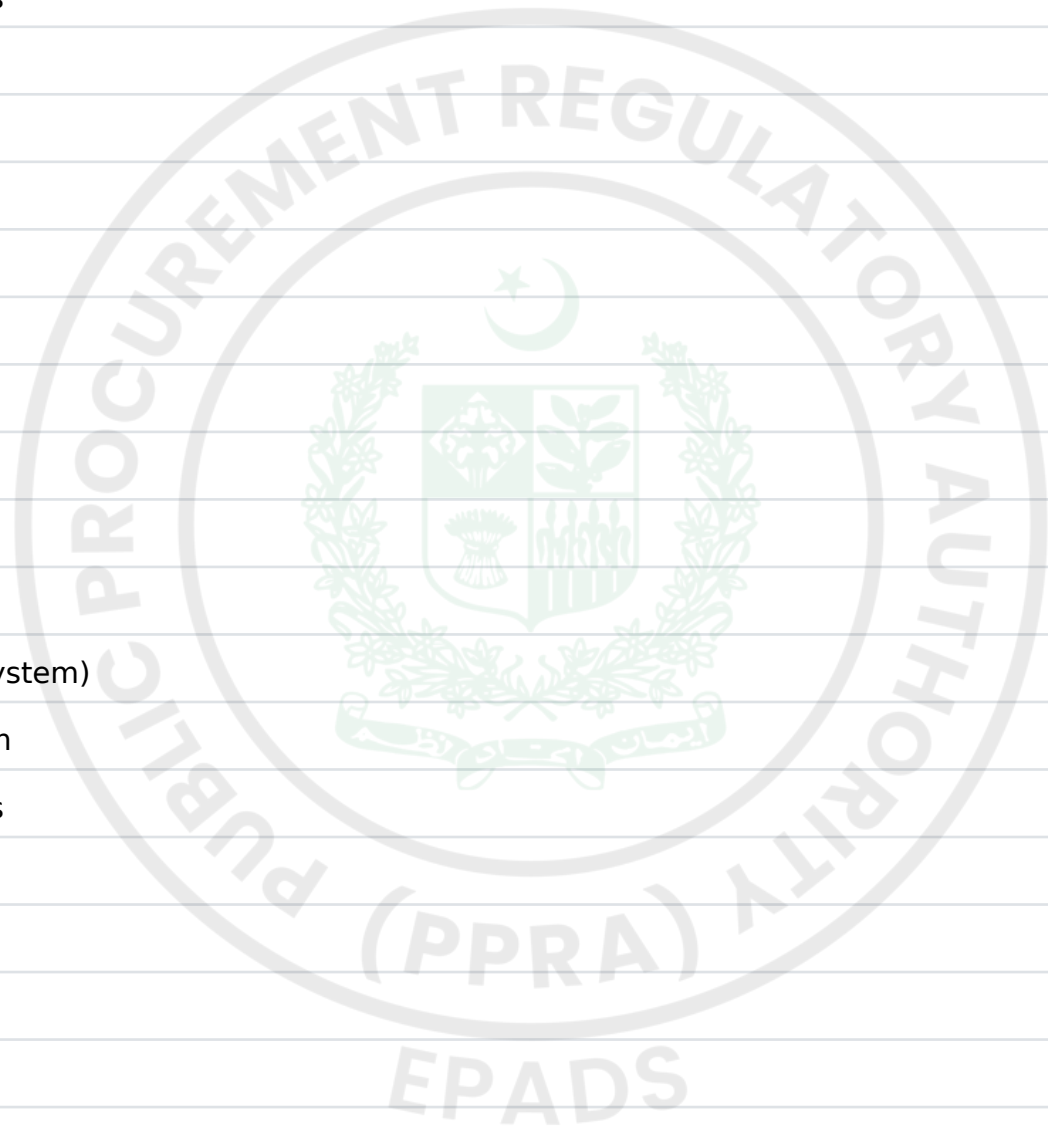 s
PUBLIC PROCUREMENT REGULATORY AUTHORITY
ystem)
n
s
(PPRA)
EPADS